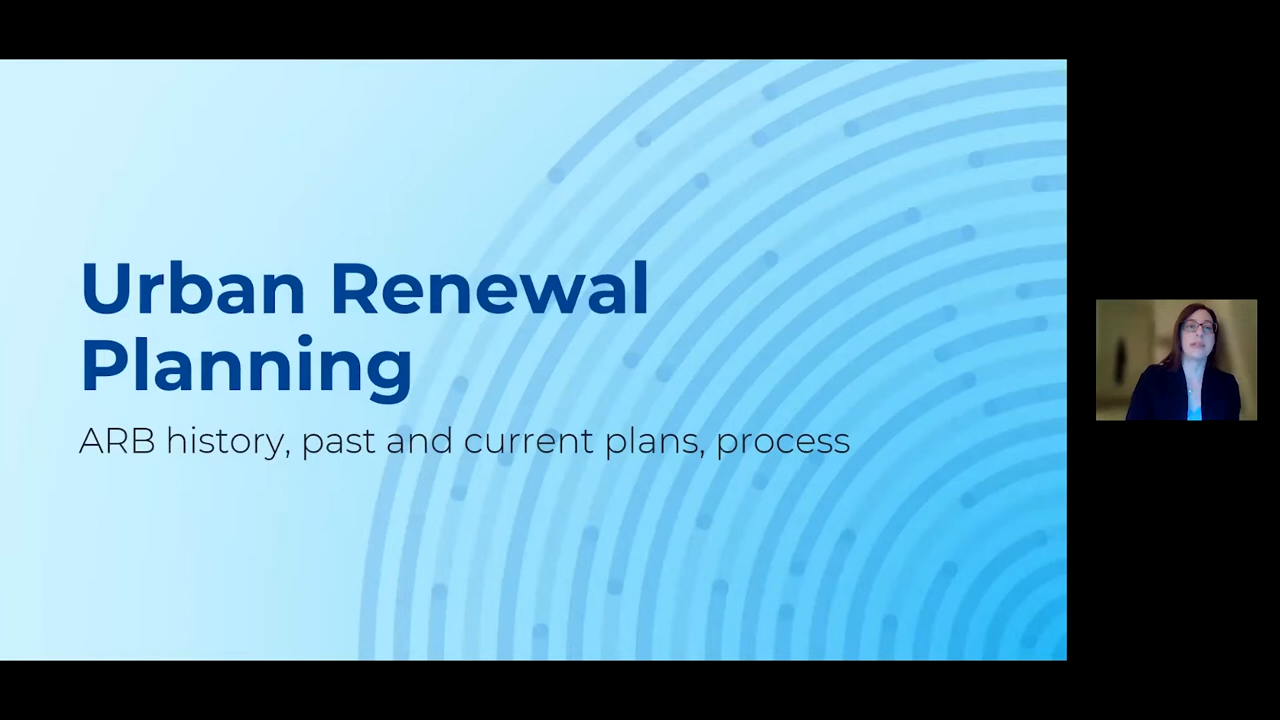 Urban Renewal
Planning
ARB history, past and current plans, process